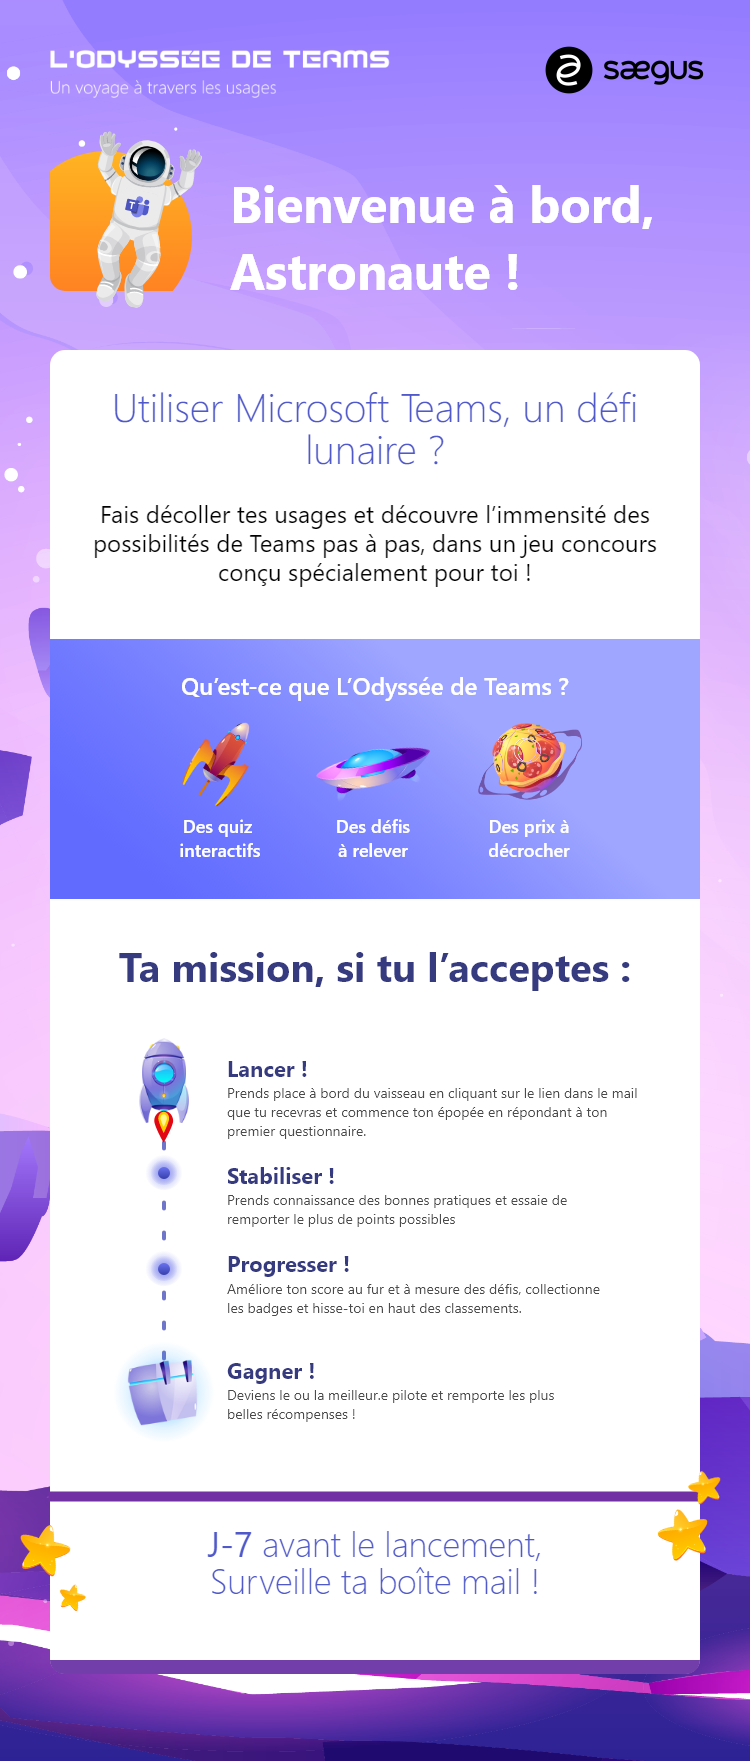 L'ODYSSÉE DE TEAMS
Un voyage à travers les usages
sægus
Bienvenue à bord,
Astronaute !
Utiliser Microsoft Teams, un défi
lunaire ?
Fais décoller tes usages et découvre l’immensité des
possibilités de Teams pas à pas, dans un jeu concours
conçu spécialement pour toi !
Qu’est-ce que L’Odyssée de Teams ?
Des quiz
interactifs
Des défis
à relever
Des prix à
décrocher
Ta mission, si tu l’acceptes :
Lancer !
Prends place à bord du vaisseau en cliquant sur le lien dans le mail
que tu recevras et commence ton épopée en répondant à ton
premier questionnaire.
Stabiliser !
Prends connaissance des bonnes pratiques et essaie de
remporter le plus de points possibles
Progresser !
Améliore ton score au fur et à mesure des défis, collectionne
les badges et hisse-toi en haut des classements.
Gagner !
Deviens le ou la meilleur.e pilote et remporte les plus
belles récompenses !
J-7 avant le lancement,
Surveille ta boîte mail !